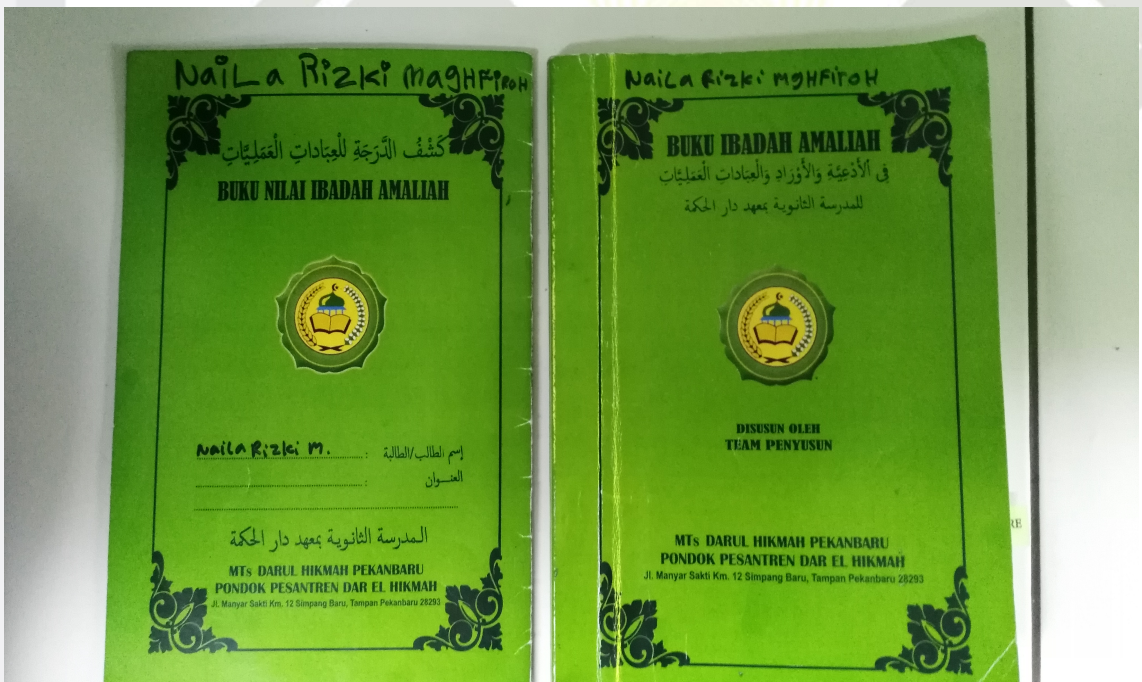 NaiLa Rizki MagHFiRoH
كَشْفُ الدَّرَجَةِ للْعِبَادَاتِ الْعَمَلِيَّاتِ
BUKU NILAI IBADAH AMALIAH
Naila Rizki M. : إسم الطالب/الطالبة
: العنـوان
المدرسة الثانوية بمعهد دار الحكمة
MTs DARUL HIKMAH PEKANBARU
PONDOK PESANTREN DAR EL HIKMAH
Jl. Manyar Sakti Km. 12 Simpang Baru, Tampan Pekanbaru 28293
NaiLa Rizki MgHFiroH
BUKU IBADAH AMALIAH
فِى الْأَدْعِيَّةِ وَالْأَوْرَادِ وَالْعِبَادَاتِ الْعَمَلِيَّاتِ
للمدرسة الثانوية بمعهد دار الحكمة
DISUSUN OLEH
TEAM PENYUSUN
MTs DARUL HIKMAH PEKANBARU
PONDOK PESANTREN DAR EL HIKMAH
Jl. Manyar Sakti Km. 12 Simpang Baru, Tampan Pekanbaru 28293